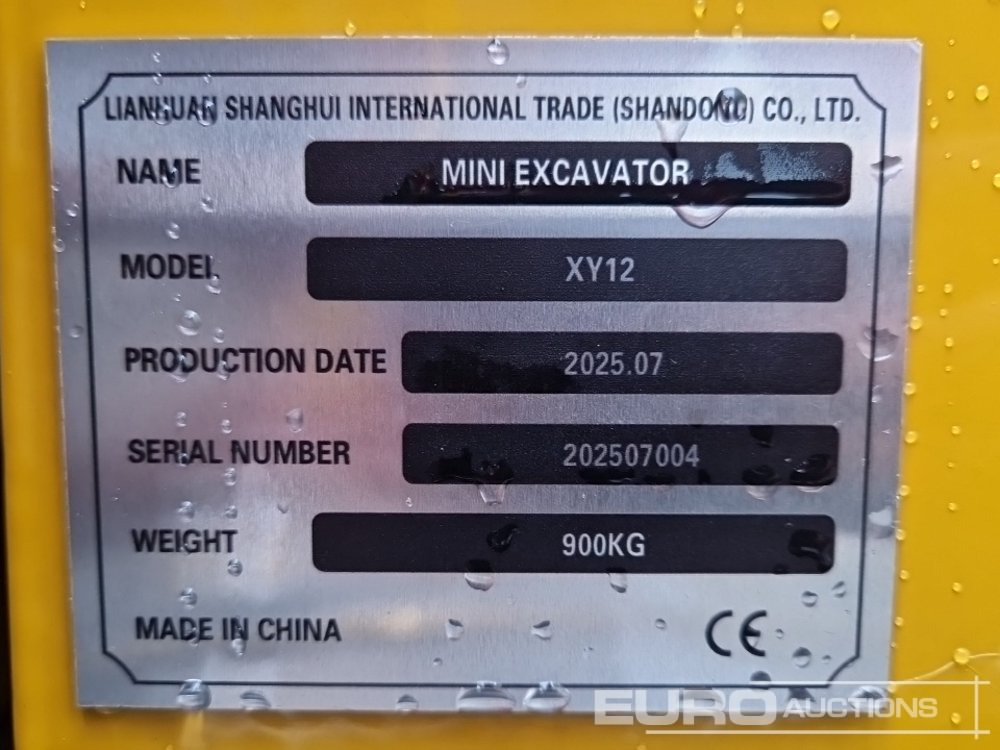 LIANHUAN SHANGHUI INTERNATIONAL TRADE (SHANDONG) CO., LTD.
NAME MINI EXCAVATOR
MODEL XY12
PRODUCTION DATE 2025.07
SERIAL NUMBER 202507004
WEIGHT 900KG
MADE IN CHINA CE
EURO AUCTIONS